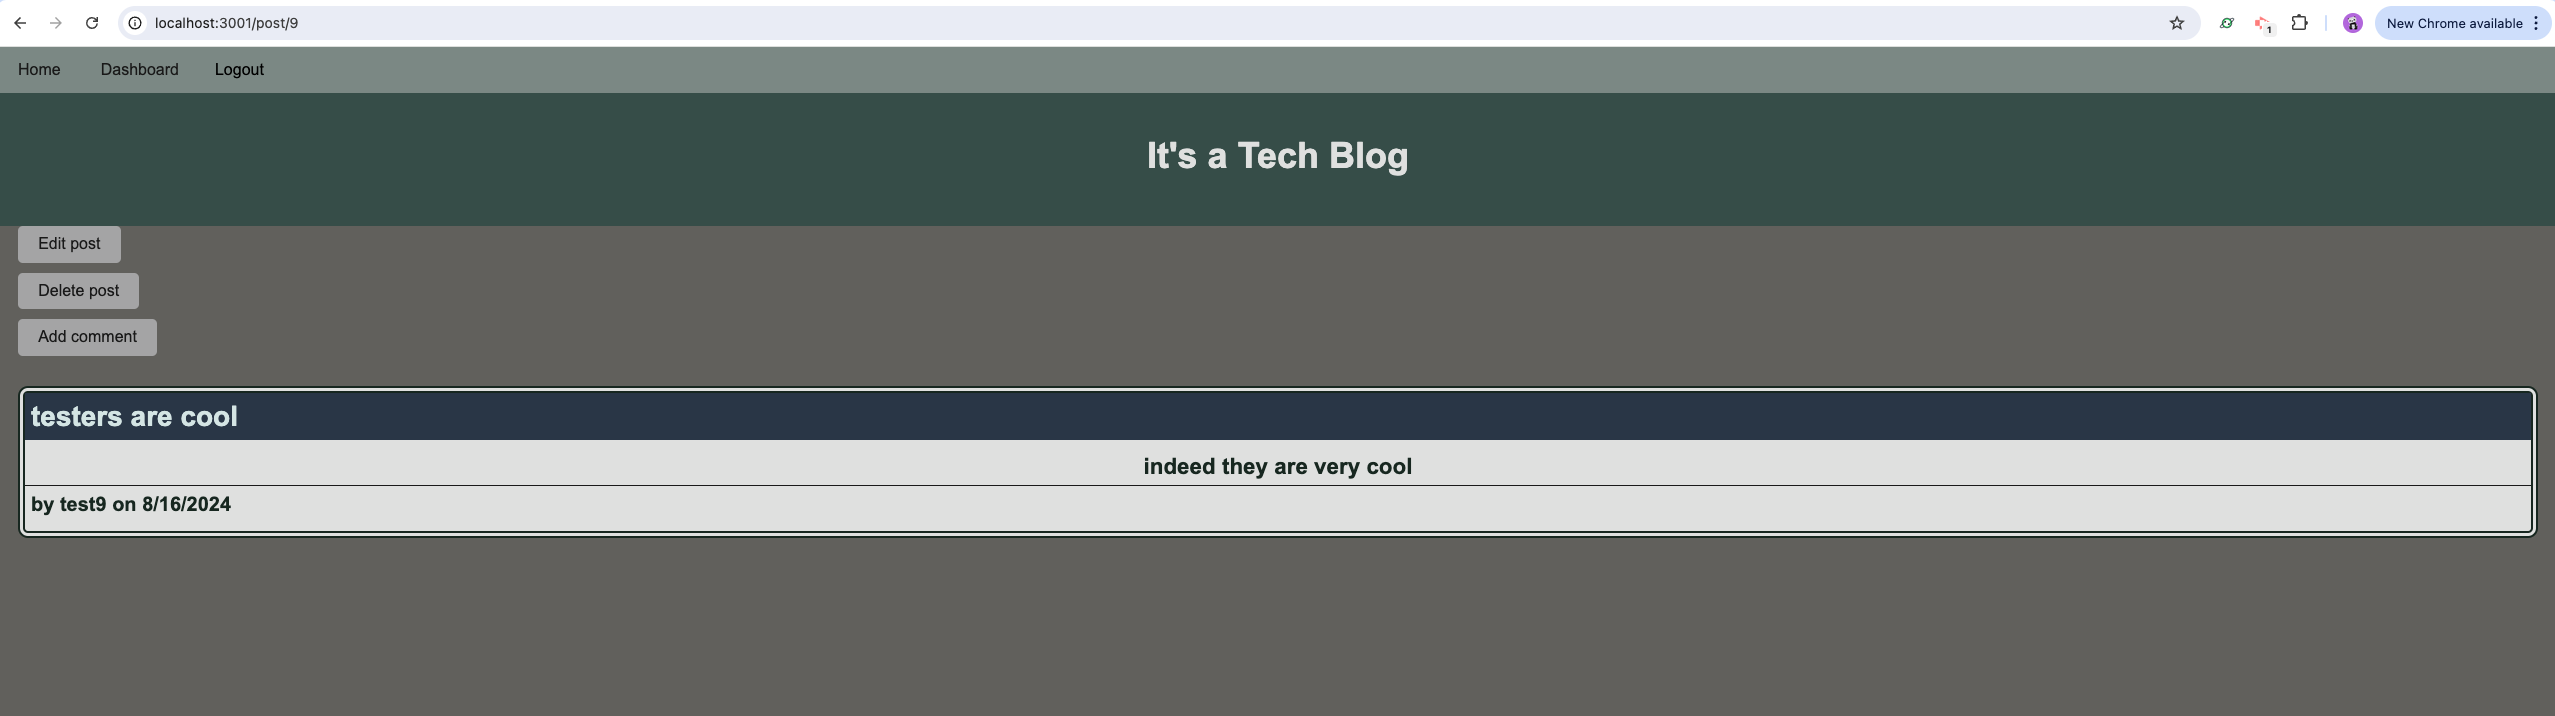 localhost:3001/post/9
1
New Chrome available
Home Dashboard Logout
It's a Tech Blog
Edit post
Delete post
Add comment
testers are cool
indeed they are very cool
by test9 on 8/16/2024